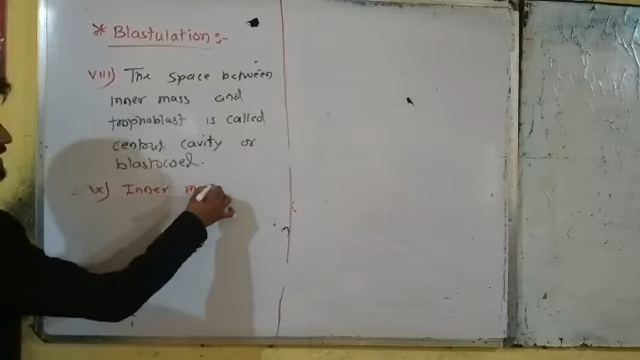 * Blastulation :-
VIII) The space between
inner mass and
trophoblast is called
central cavity or
blastocoel.
IX) Inner m